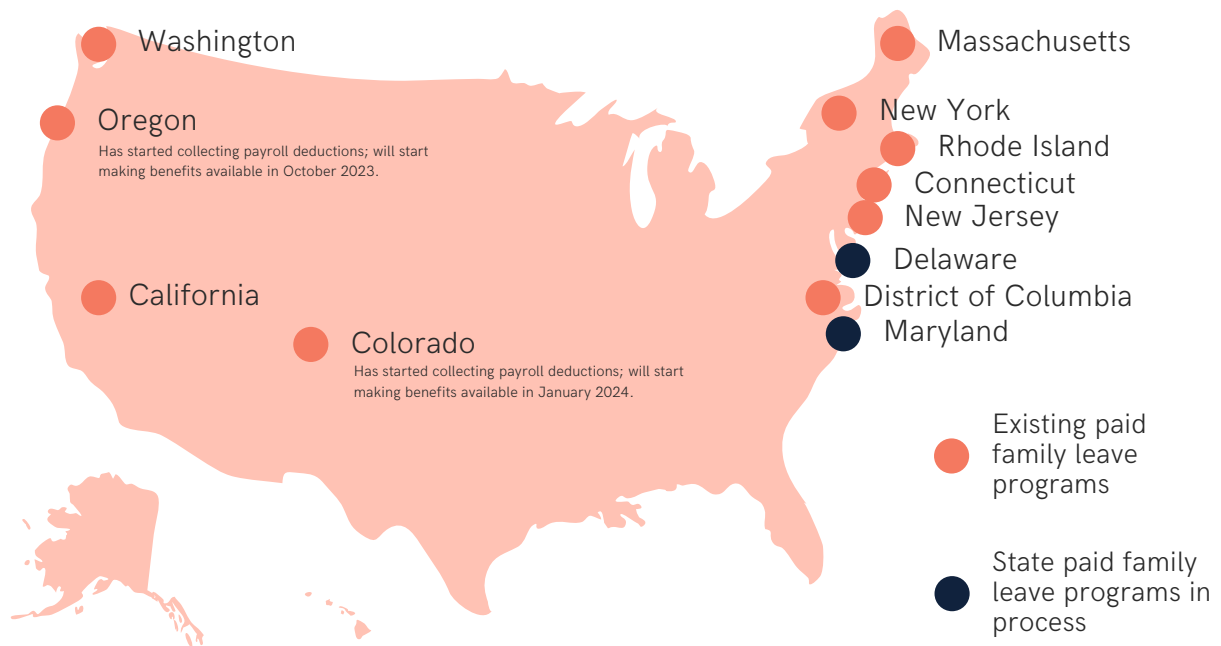 Washington
Massachusetts
Oregon
Has started collecting payroll deductions; will start
making benefits available in October 2023.
New York
Rhode Island
Connecticut
New Jersey
Delaware
California
District of Columbia
Maryland
Colorado
Has started collecting payroll deductions; will start
making benefits available in January 2024.
Existing paid
family leave
programs
State paid family
leave programs in
process